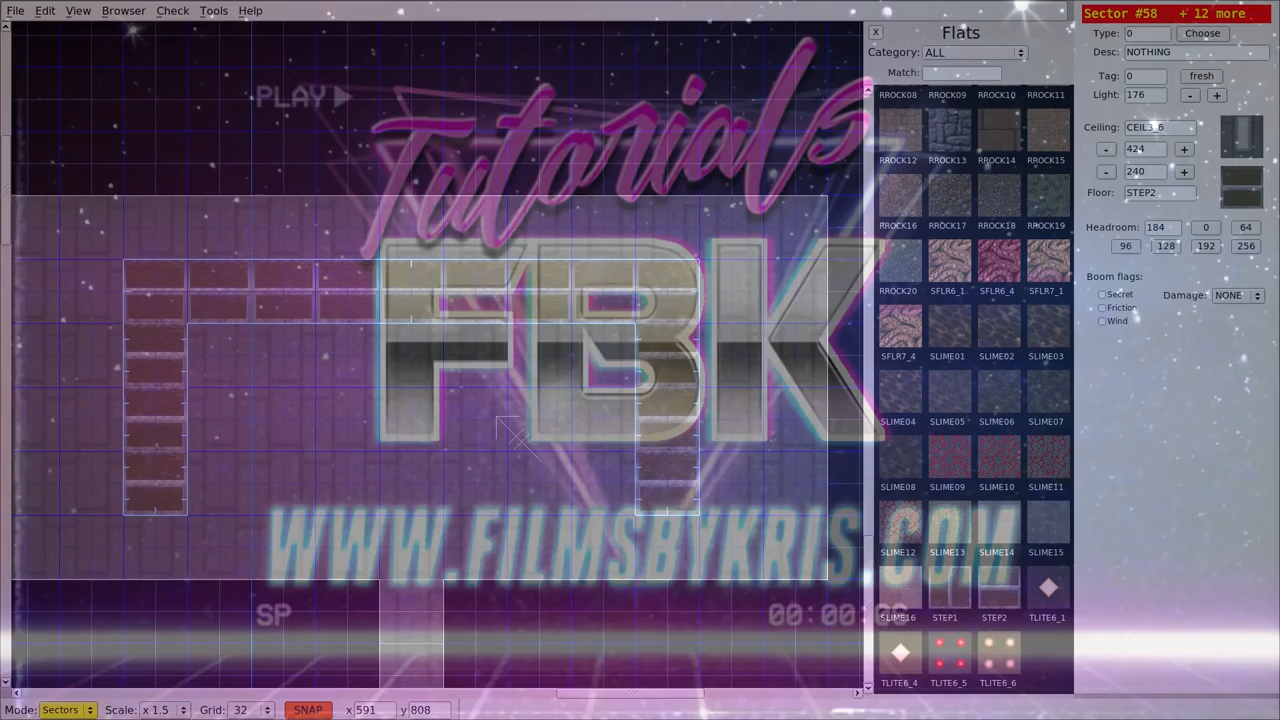 File Edit View Browser Check Tools Help
PLAY
Tutorials
FBK
WWW.FILMSBYKRIS.COM
SP
00:00:06
X Flats
Category: ALL
Match:
RROCK08 RROCK09 RROCK10 RROCK11
RROCK12 RROCK13 RROCK14 RROCK15
RROCK16 RROCK17 RROCK18 RROCK19
RROCK20 SFLR6_1 SFLR6_4 SFLR7_1
SFLR7_4 SLIME01 SLIME02 SLIME03
SLIME04 SLIME05 SLIME06 SLIME07
SLIME08 SLIME09 SLIME10 SLIME11
SLIME12 SLIME13 SLIME14 SLIME15
SLIME16 STEP1 STEP2 TLITE6_1
TLITE6_4 TLITE6_5 TLITE6_6
Sector #58 + 12 more
Type: 0 Choose
Desc: NOTHING
Tag: 0 fresh
Light: 176 - +
Ceiling: CEIL3_6
- 424 +
- 240 +
Floor: STEP2
Headroom: 184 0 64
96 128 192 256
Boom flags:
Secret Damage: NONE
Friction
Wind
Mode: Sectors Scale: x 1.5 Grid: 32 SNAP x 591 y 808